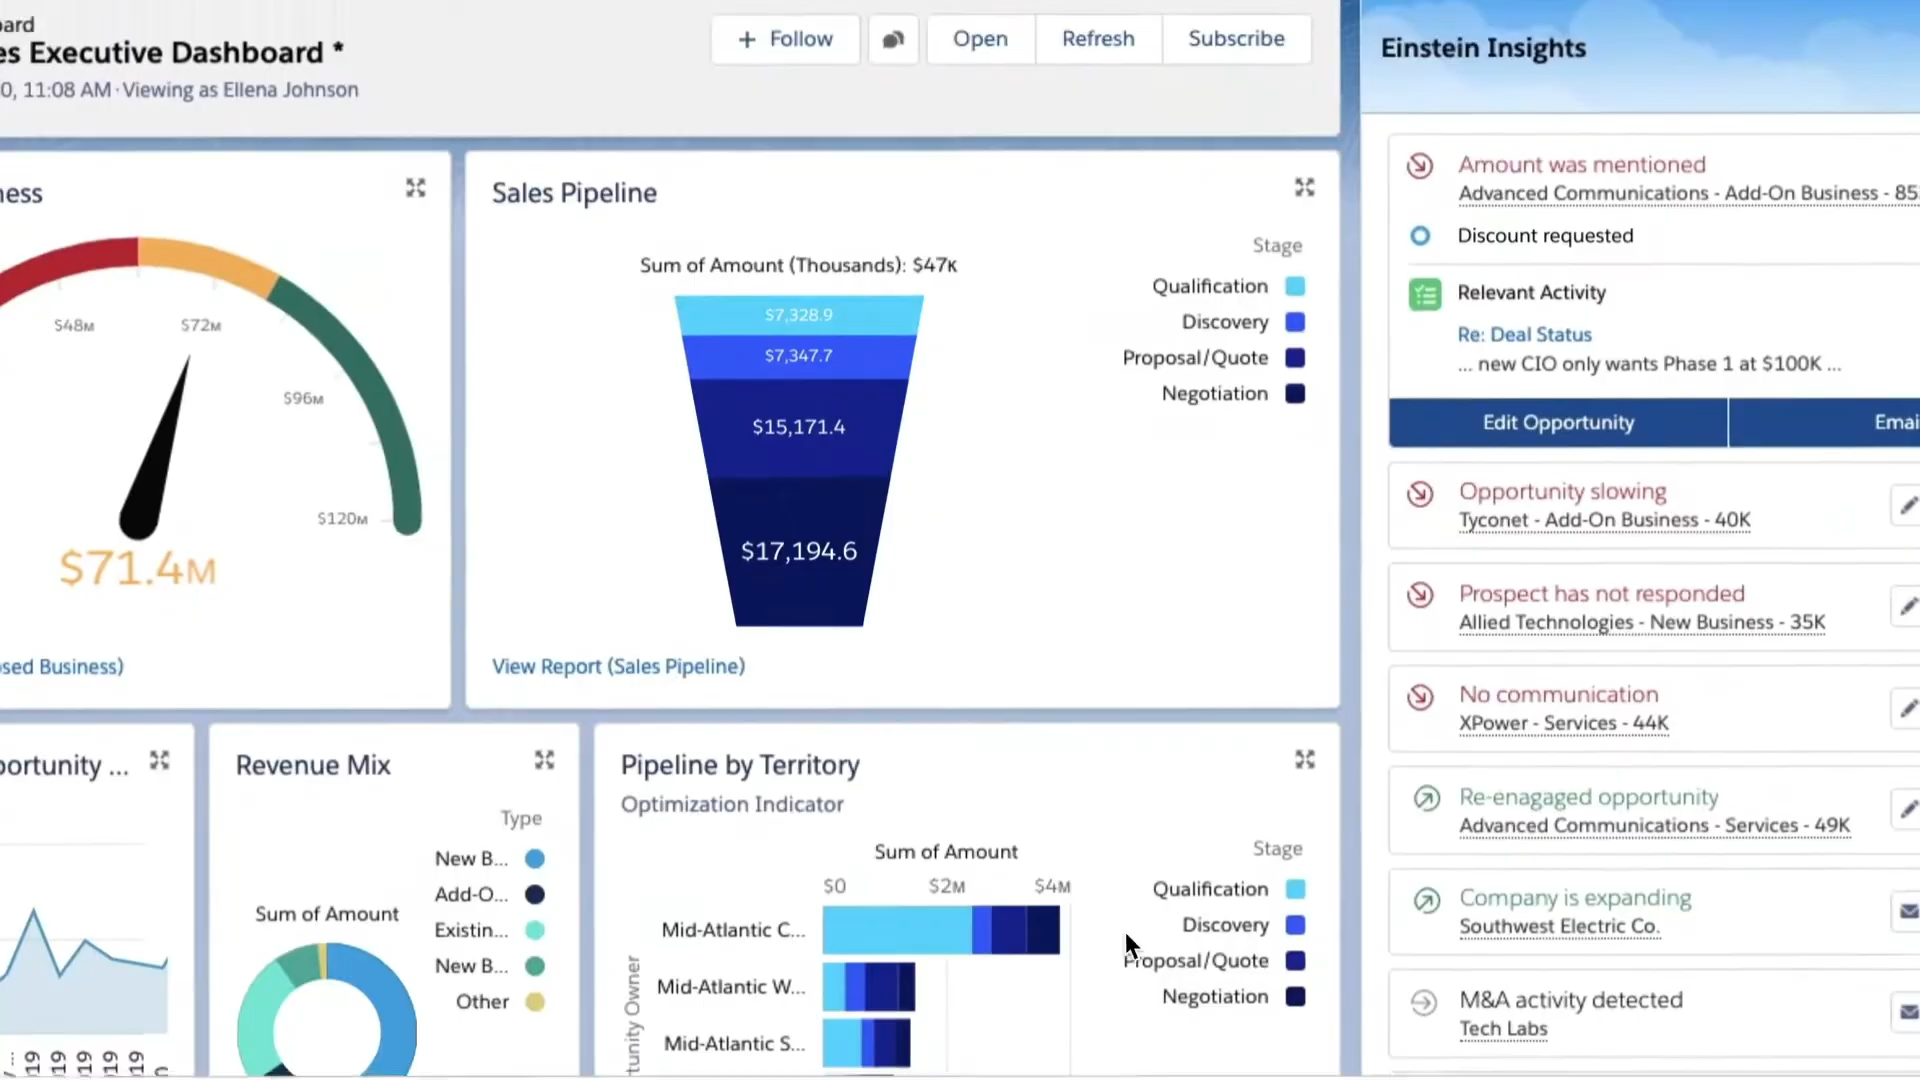 ard
es Executive Dashboard *
0, 11:08 AM·Viewing as Ellena Johnson
+ Follow
Open
Refresh
Subscribe
ness
$48M
$72M
$96M
$120M
$71.4M
sed Business)
Sales Pipeline
Sum of Amount (Thousands): $47K
$7,328.9
$7,347.7
$15,171.4
$17,194.6
Stage
Qualification
Discovery
Proposal/Quote
Negotiation
View Report (Sales Pipeline)
portunity ...
19
19
19
19
19
Revenue Mix
Type
New B...
Add-O...
Existin...
New B...
Other
Sum of Amount
Pipeline by Territory
Optimization Indicator
Sum of Amount
$0
$2M
$4M
tunity Owner
Mid-Atlantic C...
Mid-Atlantic W...
Mid-Atlantic S...
Stage
Qualification
Discovery
Proposal/Quote
Negotiation
Einstein Insights
Amount was mentioned
Advanced Communications - Add-On Business - 85
Discount requested
Relevant Activity
Re: Deal Status
... new CIO only wants Phase 1 at $100K ...
Edit Opportunity
Emai
Opportunity slowing
Tyconet - Add-On Business - 40K
Prospect has not responded
Allied Technologies - New Business - 35K
No communication
XPower - Services - 44K
Re-enagaged opportunity
Advanced Communications - Services - 49K
Company is expanding
Southwest Electric Co.
M&A activity detected
Tech Labs